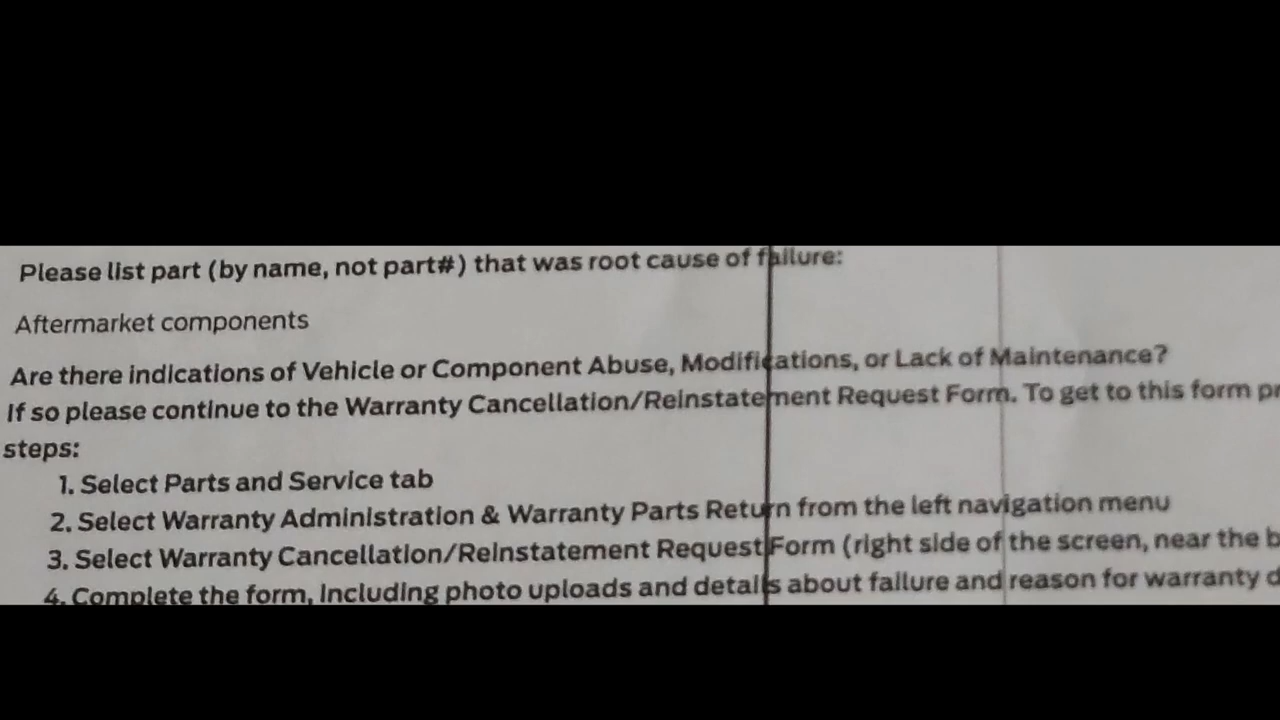 Please list part (by name, not part#) that was root cause of failure:
Aftermarket components
Are there indications of Vehicle or Component Abuse, Modifications, or Lack of Maintenance?
If so please continue to the Warranty Cancellation/Reinstatement Request Form. To get to this form
steps:
1. Select Parts and Service tab
2. Select Warranty Administration & Warranty Parts Return from the left navigation menu
3. Select Warranty Cancellation/Reinstatement Request Form (right side of the screen, near the
4. Complete the form, Including photo uploads and details about failure and reason for warranty